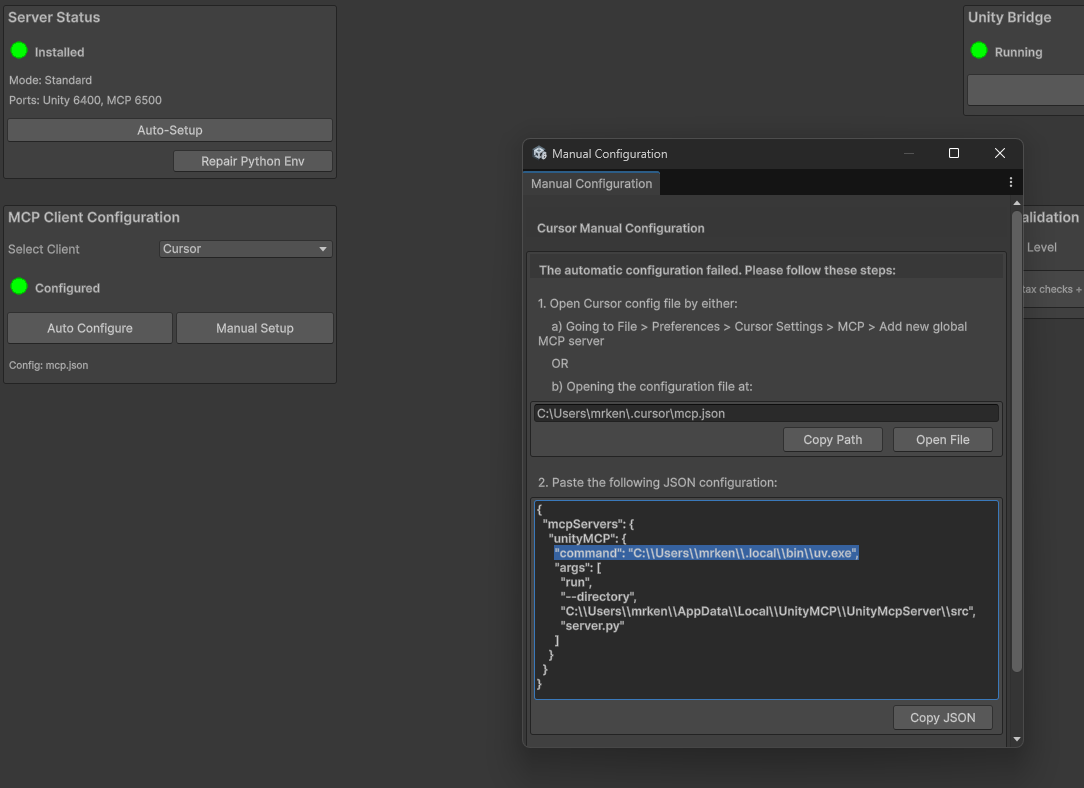 Server Status
Installed
Mode: Standard
Ports: Unity 6400, MCP 6500
Auto-Setup
Repair Python Env
MCP Client Configuration
Select Client
Cursor
Configured
Auto Configure
Manual Setup
Config: mcp.json
Unity Bridge
Running
alidation
Level
tax checks +
Manual Configuration
Manual Configuration
Cursor Manual Configuration
The automatic configuration failed. Please follow these steps:
1. Open Cursor config file by either:
a) Going to File > Preferences > Cursor Settings > MCP > Add new global
MCP server
OR
b) Opening the configuration file at:
C:\Users\mrken\.cursor\mcp.json
Copy Path
Open File
2. Paste the following JSON configuration:
{
"mcpServers": {
"unityMCP": {
"command": "C:\\Users\\mrken\\.local\\bin\\uv.exe",
"args": [
"run",
"--directory",
"C:\\Users\\mrken\\AppData\\Local\\UnityMCP\\UnityMcpServer\\src",
"server.py"
]
}
}
}
Copy JSON